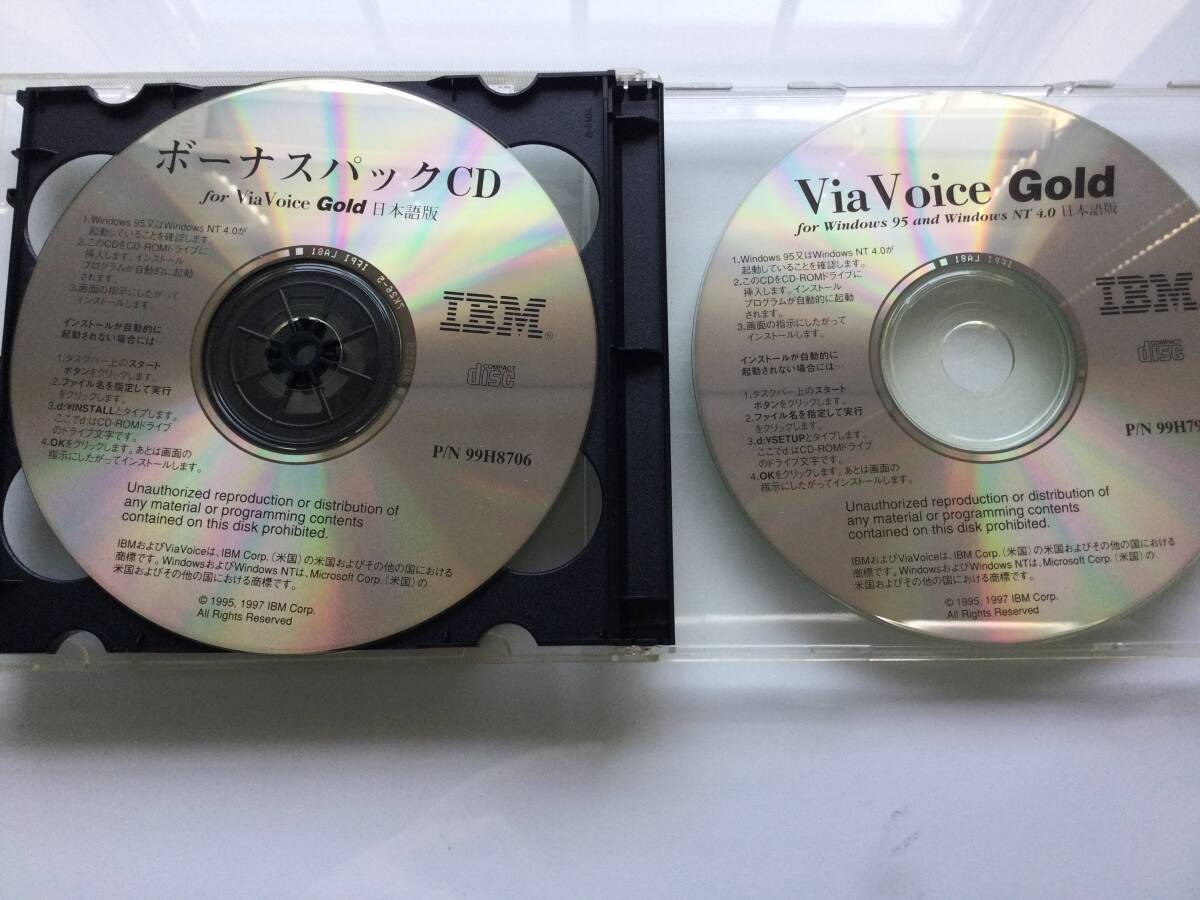 ボーナスパックCD
for ViaVoice Gold 日本語版
1.Windows 95又はWindows NT 4.0が
起動していることを確認します
2.このCDをCD-ROMドライブに
挿入します。インストール
プログラムが自動的に起動
されます
3.画面の指示にしたがって
インストールします.
インストールが自動的に
起動されない場合には…
1.タスクバー上のスタート
ボタンをクリックします。
2.ファイル名を指定して実行
をクリックします。
3.d:¥INSTALLとタイプします。
ここでd:はCD-ROMドライブ
のドライブ文字です。
4.OKをクリックします。あとは画面の
指示にしたがってインストールします。
IFPI LA81
IBM®
COMPACT
disc
P/N 99H8706
Unauthorized reproduction or distribution of
any material or programming contents
contained on this disk prohibited.
IBMおよびViaVoiceは、IBM Corp.(米国)の米国およびその他の国における
商標です。WindowsおよびWindows NTは、Microsoft Corp.(米国)の
米国およびその他の国における商標です。
© 1995, 1997 IBM Corp.
All Rights Reserved
ViaVoice Gold
for Windows 95 and Windows NT 4.0 日本語版
1.Windows 95又はWindows NT 4.0が
起動していることを確認します。
2.このCDをCD-ROMドライブに
挿入します。インストール
プログラムが自動的に起動
されます。
3.画面の指示にしたがって
インストールします。
インストールが自動的に
起動されない場合には…
1.タスクバー上のスタート
ボタンをクリックします。
2.ファイル名を指定して実行
をクリックします。
3.d:¥SETUPとタイプします。
ここでd:はCD-ROMドライブ
のドライブ文字です。
4.OKをクリックします。あとは画面の
指示にしたがってインストールします。
IFPI LA81
IBM
COMPACT
disc
P/N 99H79
Unauthorized reproduction or distribution of
any material or programming contents
contained on this disk prohibited.
IBMおよびViaVoiceは、IBM Corp.(米国)の米国およびその他の国における
商標です。WindowsおよびWindows NTは、Microsoft Corp.(米国)の
米国およびその他の国における商標です。
© 1995, 1997 IBM Corp.
All Rights Reserved